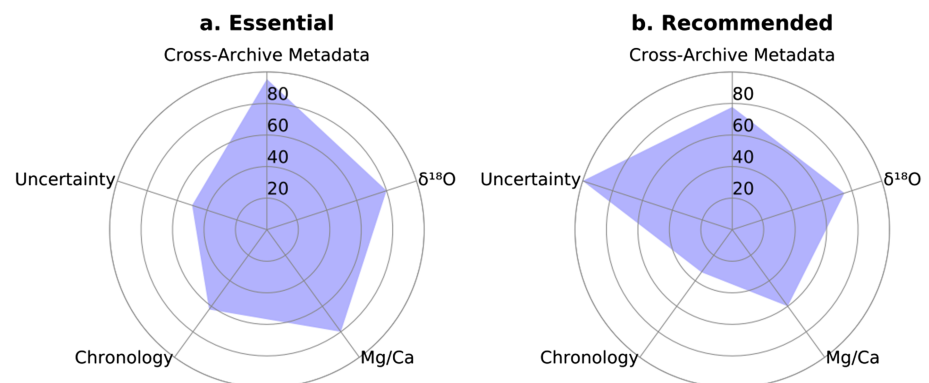 a. Essential
Cross-Archive Metadata
80
60
40
20
Uncertainty
δ¹⁸O
Chronology
Mg/Ca
b. Recommended
Cross-Archive Metadata
80
60
40
20
Uncertainty
δ¹⁸O
Chronology
Mg/Ca